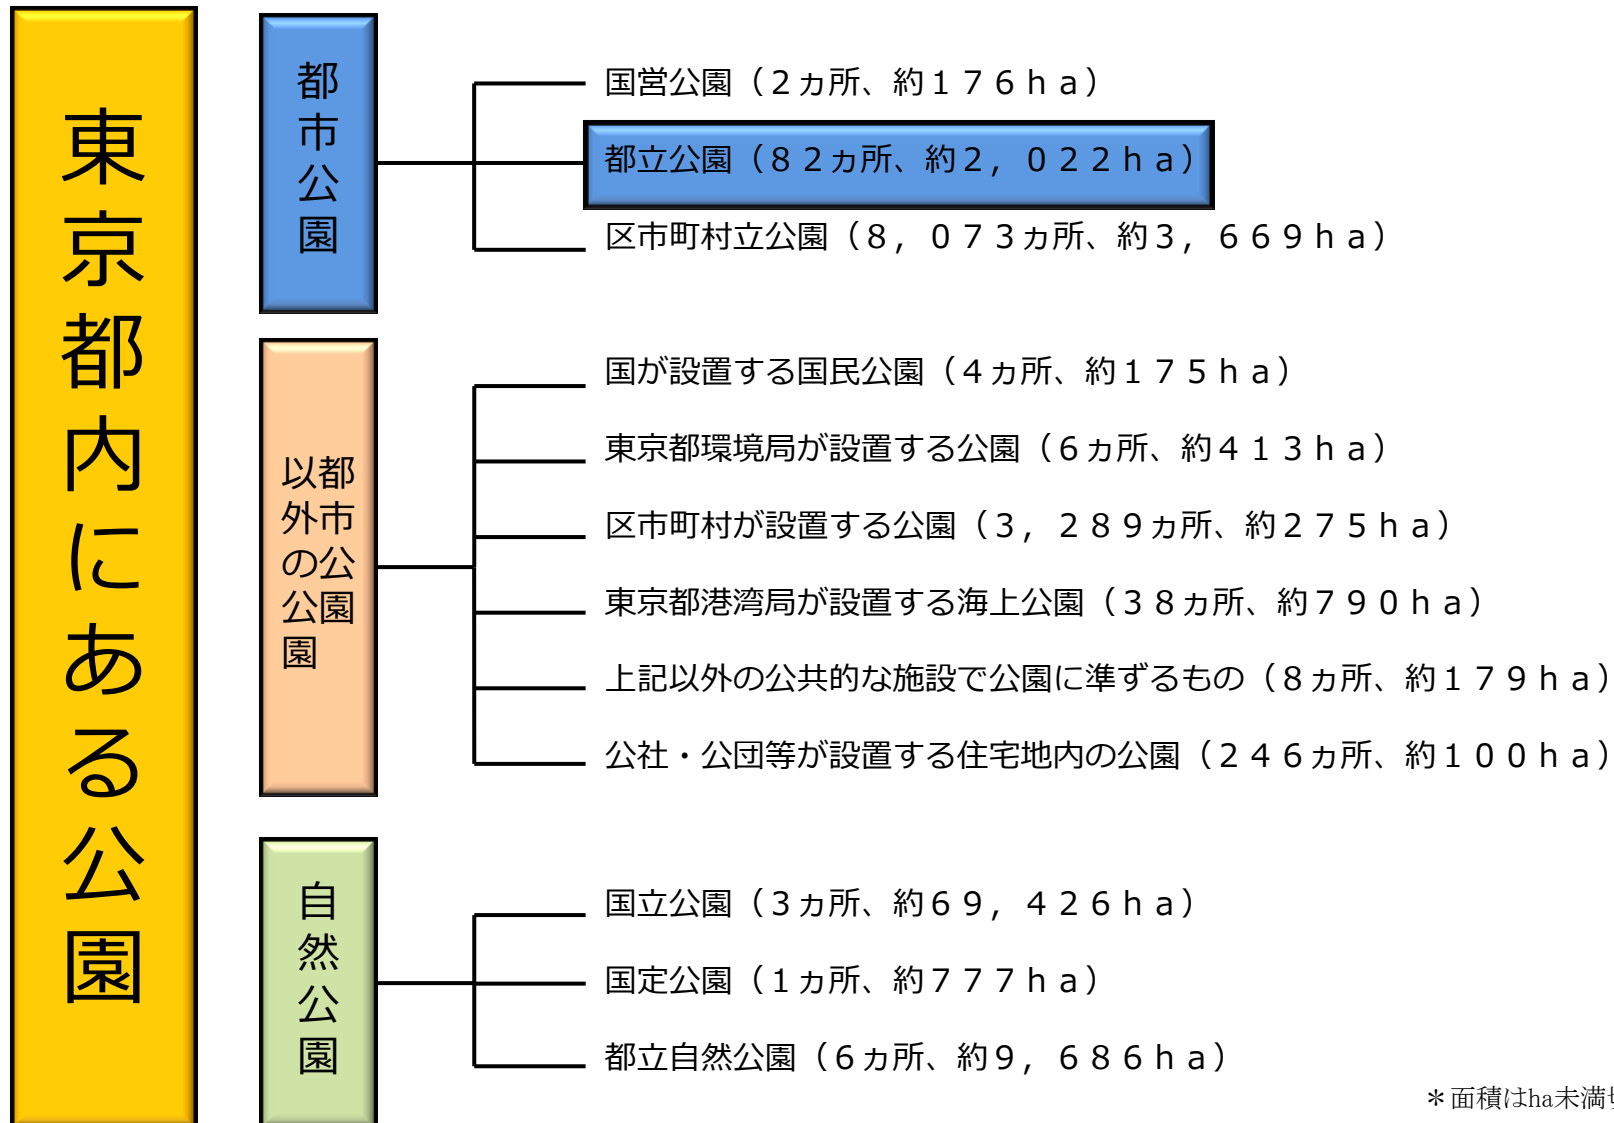 東京都内にある公園
都市公園
国営公園（２ヵ所、約１７６ｈａ）
都立公園（８２ヵ所、約２，０２２ｈａ）
区市町村立公園（８，０７３ヵ所、約３，６６９ｈａ）
都市公園
以外の公園
国が設置する国民公園（４ヵ所、約１７５ｈａ）
東京都環境局が設置する公園（６ヵ所、約４１３ｈａ）
区市町村が設置する公園（３，２８９ヵ所、約２７５ｈａ）
東京都港湾局が設置する海上公園（３８ヵ所、約７９０ｈａ）
上記以外の公共的な施設で公園に準ずるもの（８ヵ所、約１７９ｈａ）
公社・公団等が設置する住宅地内の公園（２４６ヵ所、約１００ｈａ）
自然公園
国立公園（３ヵ所、約６９，４２６ｈａ）
国定公園（１ヵ所、約７７７ｈａ）
都立自然公園（６ヵ所、約９，６８６ｈａ）
＊面積はha未満